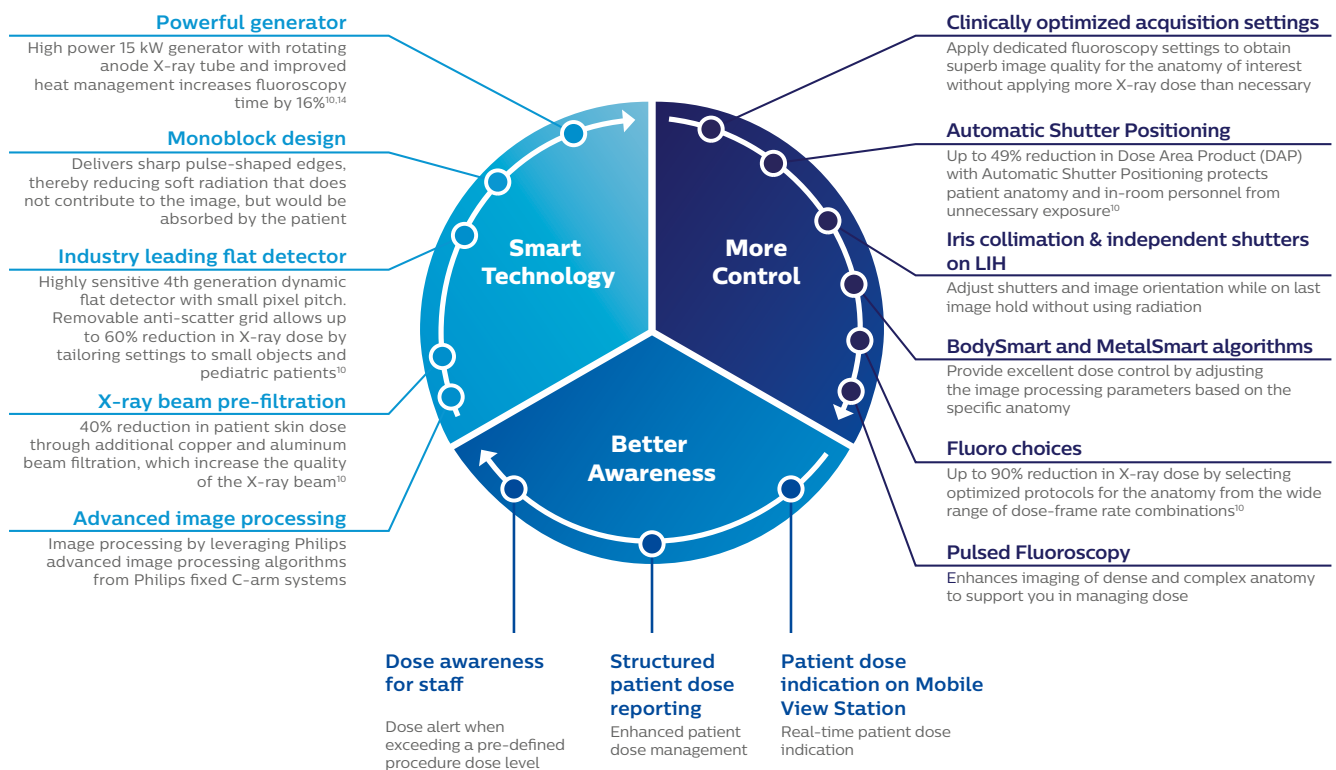 Powerful generator
High power 15 kW generator with rotating
anode X-ray tube and improved
heat management increases fluoroscopy
time by 16%10,14
Monoblock design
Delivers sharp pulse-shaped edges,
thereby reducing soft radiation that does
not contribute to the image, but would be
absorbed by the patient
Industry leading flat detector
Highly sensitive 4th generation dynamic
flat detector with small pixel pitch.
Removable anti-scatter grid allows up
to 60% reduction in X-ray dose by
tailoring settings to small objects and
pediatric patients10
X-ray beam pre-filtration
40% reduction in patient skin dose
through additional copper and aluminum
beam filtration, which increase the quality
of the X-ray beam10
Advanced image processing
Image processing by leveraging Philips
advanced image processing algorithms
from Philips fixed C-arm systems
Smart
Technology
More
Control
Better
Awareness
Clinically optimized acquisition settings
Apply dedicated fluoroscopy settings to obtain
superb image quality for the anatomy of interest
without applying more X-ray dose than necessary
Automatic Shutter Positioning
Up to 49% reduction in Dose Area Product (DAP)
with Automatic Shutter Positioning protects
patient anatomy and in-room personnel from
unnecessary exposure10
Iris collimation & independent shutters
on LIH
Adjust shutters and image orientation while on last
image hold without using radiation
BodySmart and MetalSmart algorithms
Provide excellent dose control by adjusting
the image processing parameters based on the
specific anatomy
Fluoro choices
Up to 90% reduction in X-ray dose by selecting
optimized protocols for the anatomy from the wide
range of dose-frame rate combinations10
Pulsed Fluoroscopy
Enhances imaging of dense and complex anatomy
to support you in managing dose
Dose awareness
for staff
Dose alert when
exceeding a pre-defined
procedure dose level
Structured
patient dose
reporting
Enhanced patient
dose management
Patient dose
indication on Mobile
View Station
Real-time patient dose
indication